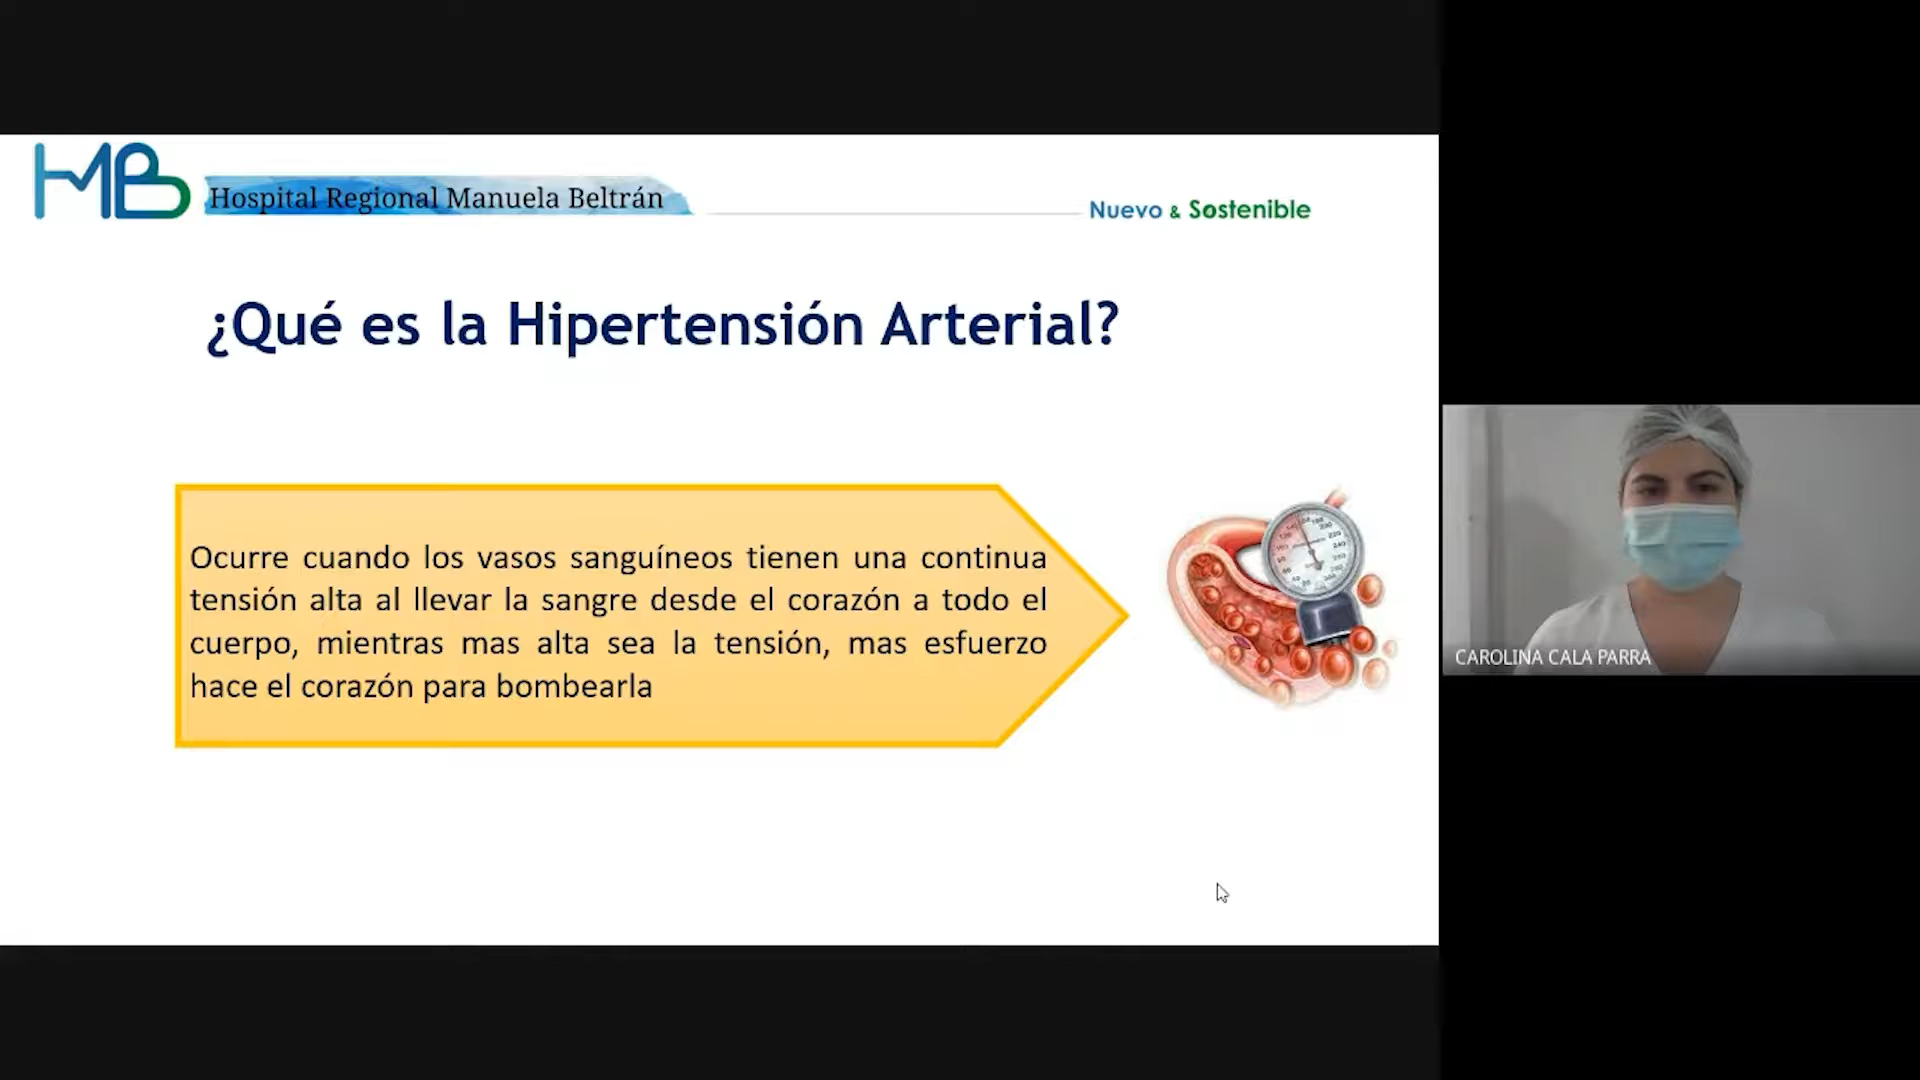 HMB
Hospital Regional Manuela Beltrán
Nuevo & Sostenible
¿Qué es la Hipertensión Arterial?
Ocurre cuando los vasos sanguíneos tienen una continua
tensión alta al llevar la sangre desde el corazón a todo el
cuerpo, mientras mas alta sea la tensión, mas esfuerzo
hace el corazón para bombearla
CAROLINA CALA PARRA